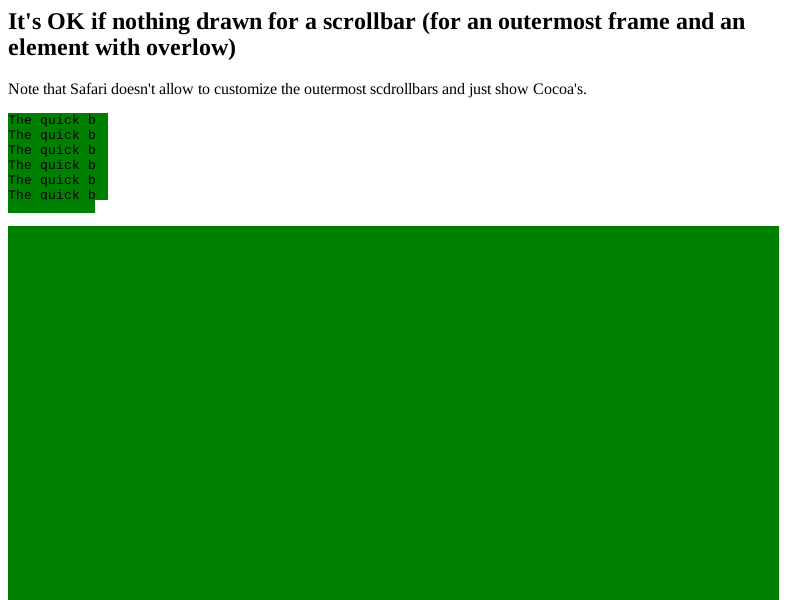 It's OK if nothing drawn for a scrollbar (for an outermost frame and an
element with overlow)
Note that Safari doesn't allow to customize the outermost scdrollbars and just show Cocoa's.
The quick b
The quick b
The quick b
The quick b
The quick b
The quick b